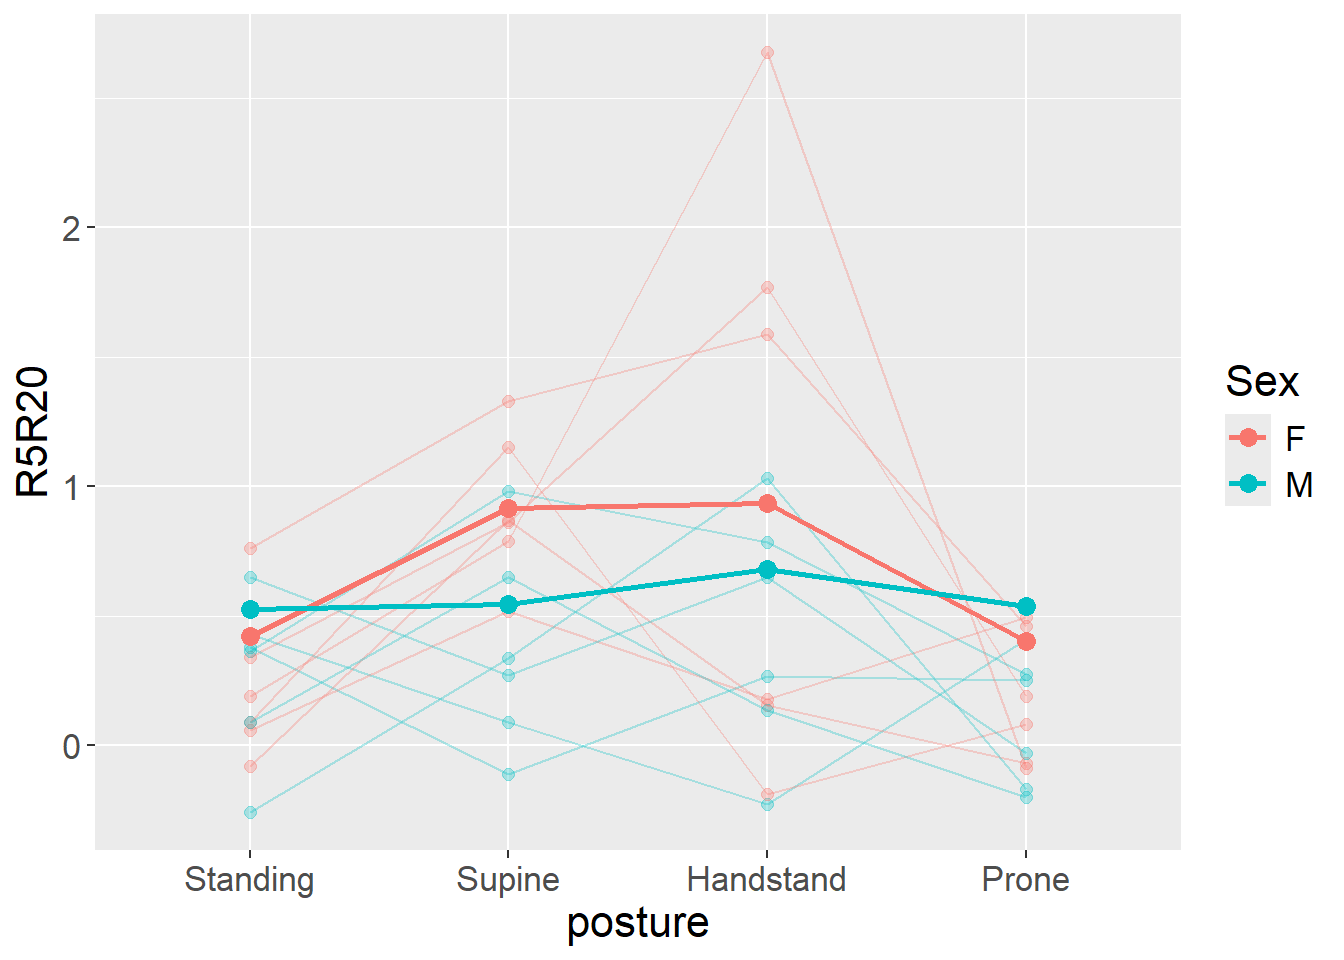 R5R20
2
1
0
Standing
Supine
Handstand
Prone
posture
Sex
F
M